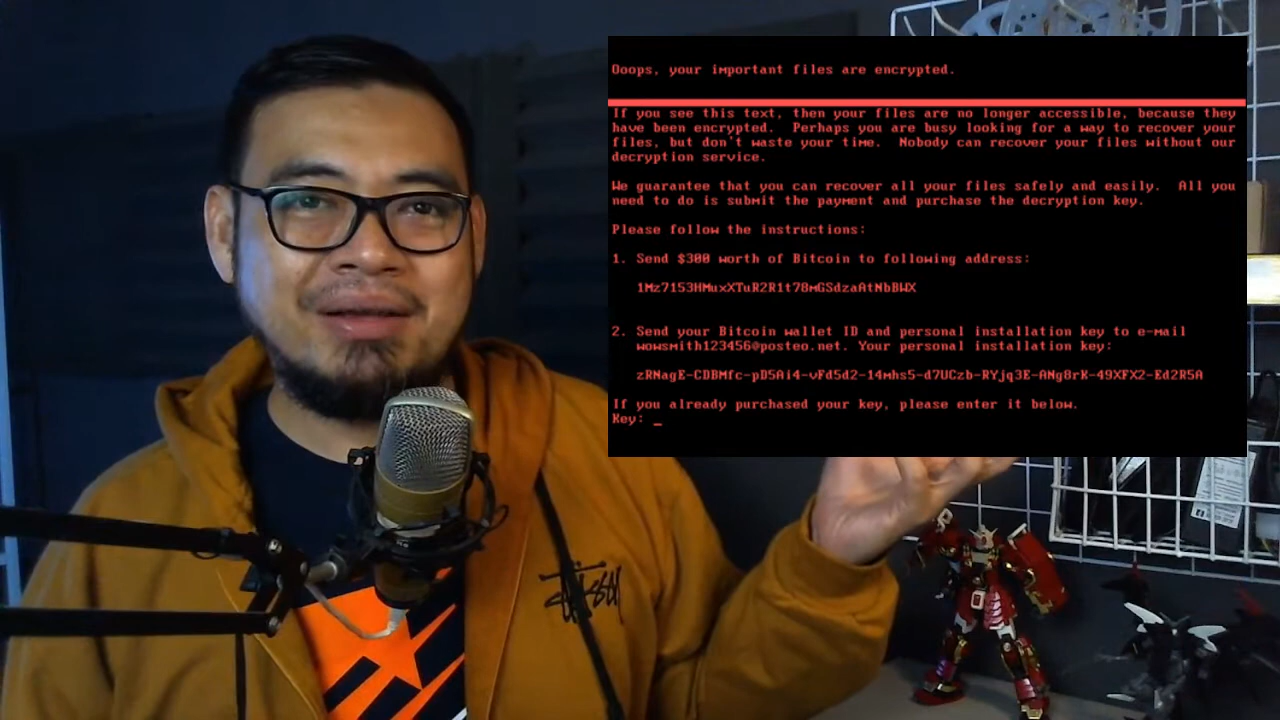 Ooops, your important files are encrypted.
If you see this text, then your files are no longer accessible, because they
have been encrypted.  Perhaps you are busy looking for a way to recover your
files, but don't waste your time.  Nobody can recover your files without our
decryption service.
We guarantee that you can recover all your files safely and easily.  All you
need to do is submit the payment and purchase the decryption key.
Please follow the instructions:
1. Send $300 worth of Bitcoin to following address:
1Mz7153HMuxXTuR2R1t78mGSdzaAtNbBWX
2. Send your Bitcoin wallet ID and personal installation key to e-mail
wowsmith123456@posteo.net. Your personal installation key:
zRNagE-CDBMfc-pD5Ai4-vFd5d2-14mhs5-d7UCzb-RYjq3E-ANg8rK-49XFX2-Ed2R5A
If you already purchased your key, please enter it below.
Key: _
Stüssy